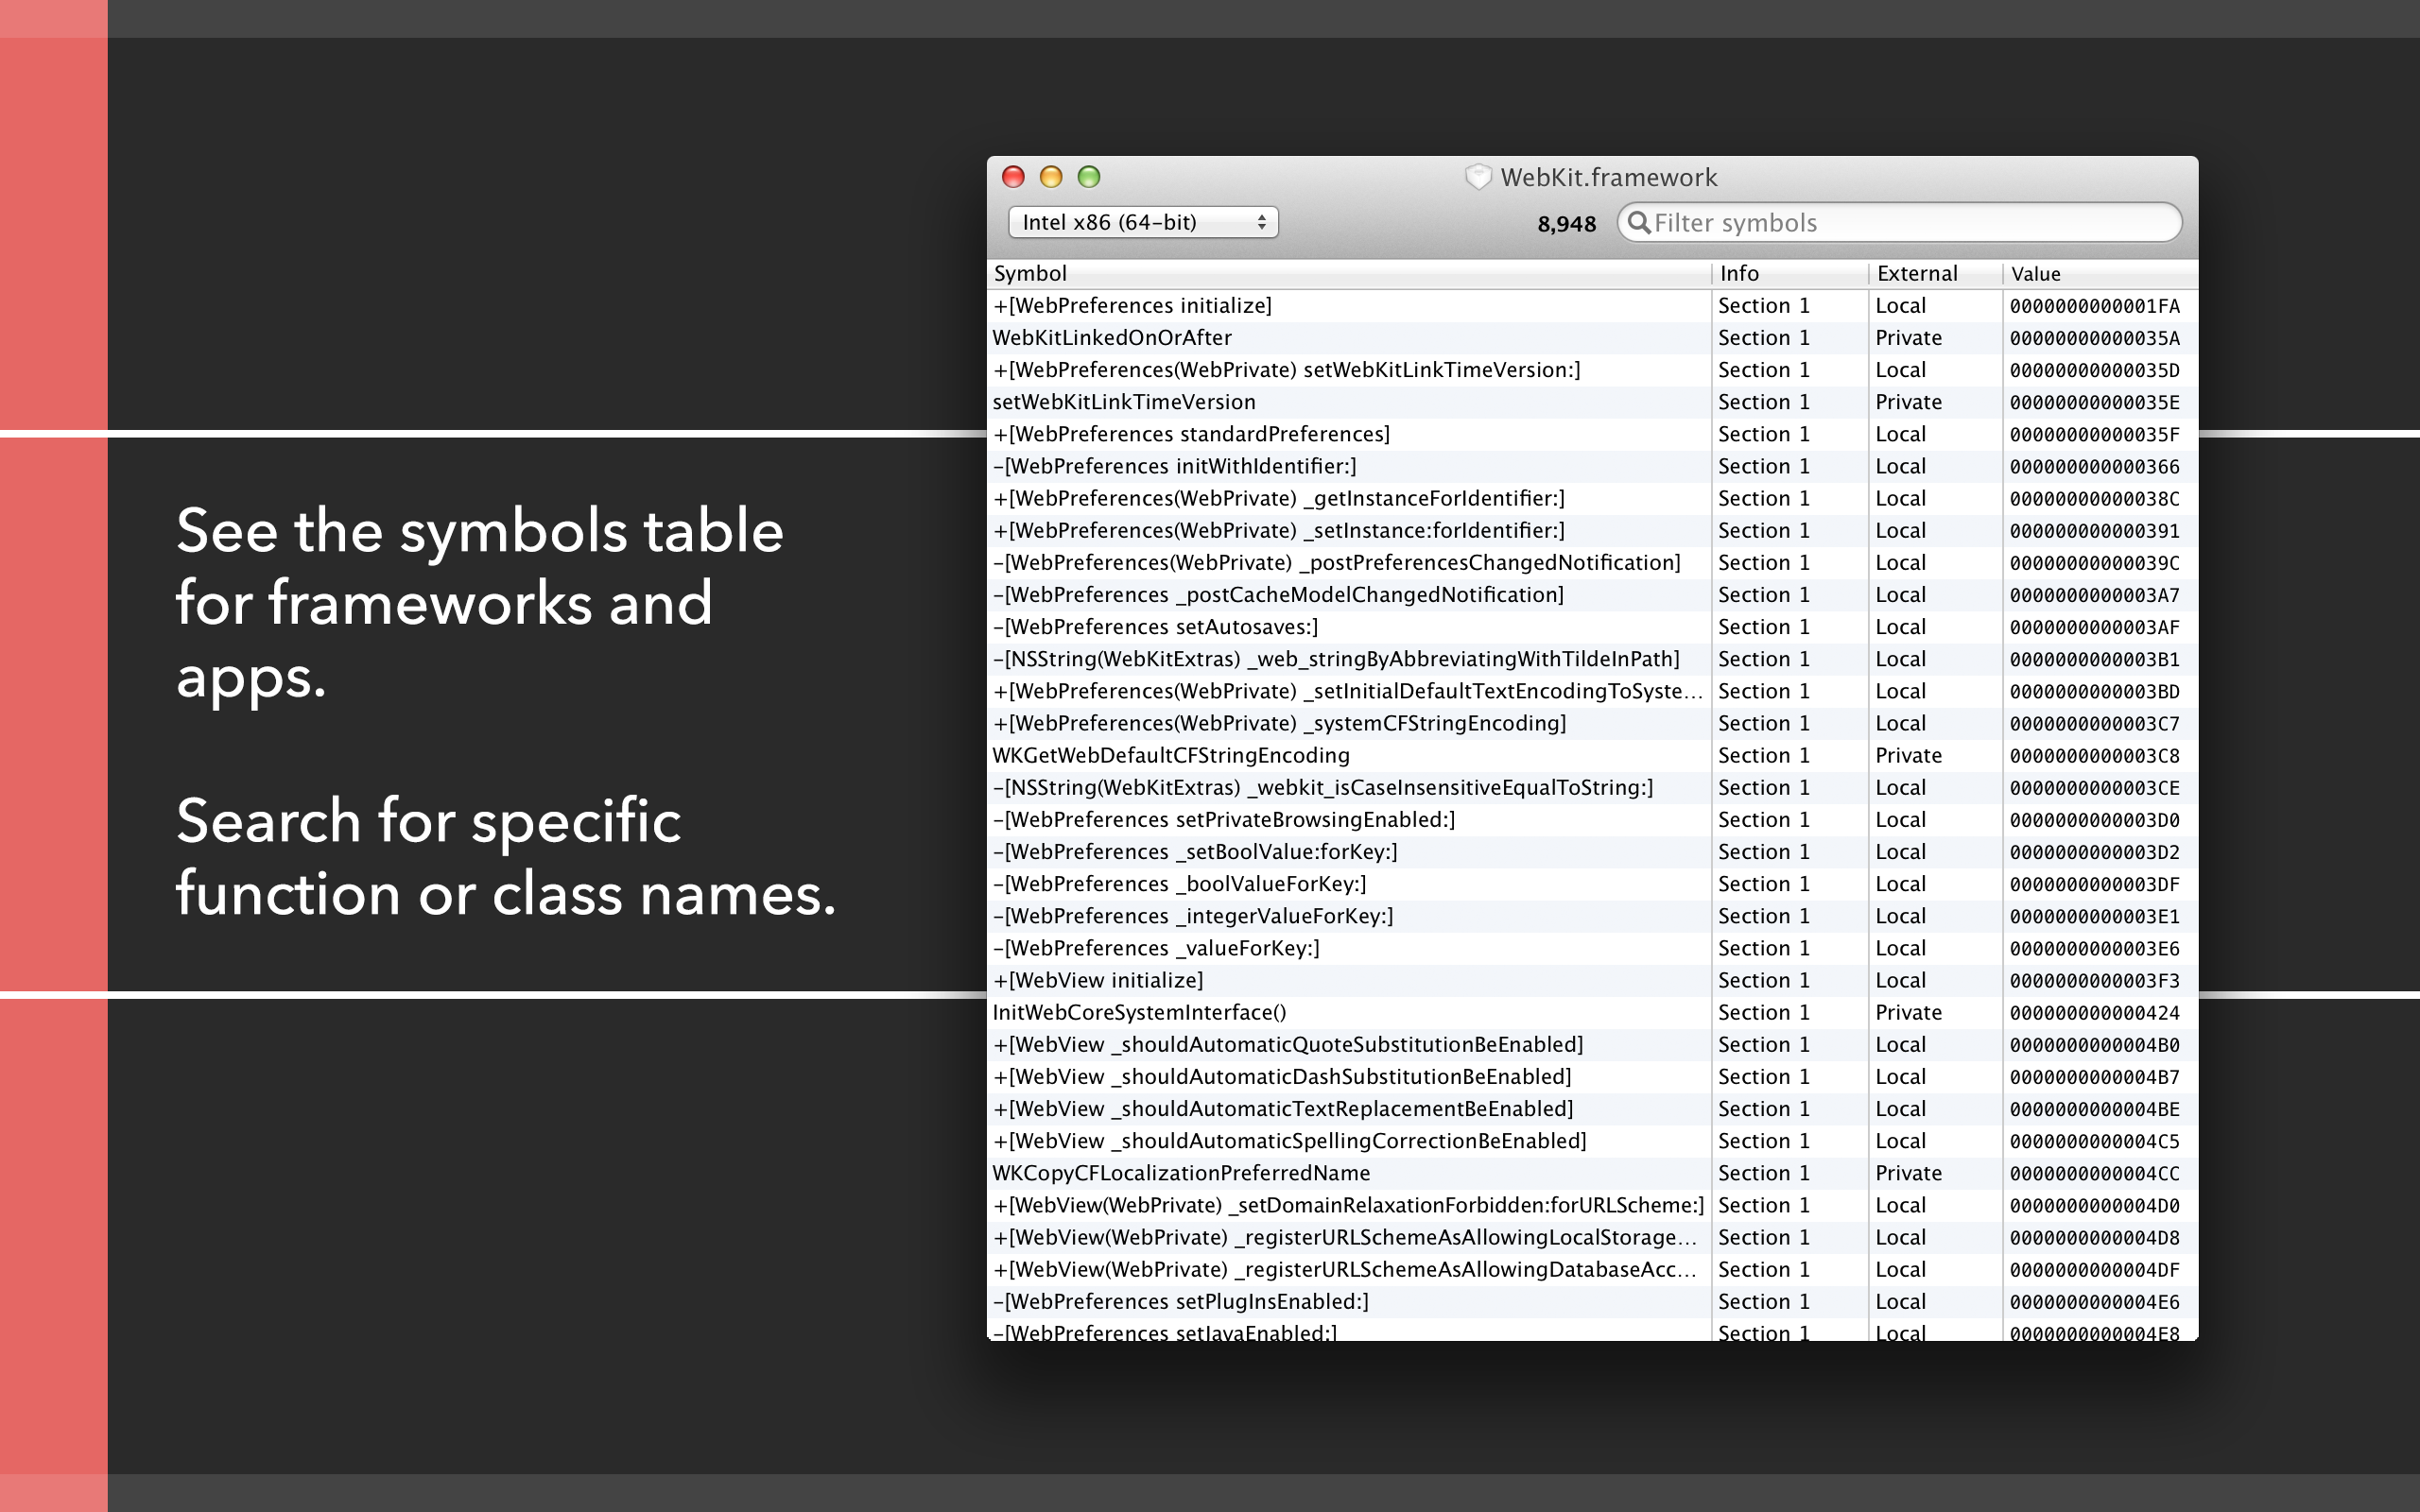 See the symbols table
for frameworks and
apps.
Search for specific
function or class names.
WebKit.framework
Intel x86 (64-bit) 8,948 Filter symbols
Symbol Info External Value
+[WebPreferences initialize] Section 1 Local 00000000000001FA
WebKitLinkedOnOrAfter Section 1 Private 000000000000035A
+[WebPreferences(WebPrivate) setWebKitLinkTimeVersion:] Section 1 Local 000000000000035D
setWebKitLinkTimeVersion Section 1 Private 000000000000035E
+[WebPreferences standardPreferences] Section 1 Local 000000000000035F
-[WebPreferences initWithIdentifier:] Section 1 Local 0000000000000366
+[WebPreferences(WebPrivate) _getInstanceForIdentifier:] Section 1 Local 000000000000038C
+[WebPreferences(WebPrivate) _setInstance:forIdentifier:] Section 1 Local 0000000000000391
-[WebPreferences(WebPrivate) _postPreferencesChangedNotification] Section 1 Local 000000000000039C
-[WebPreferences _postCacheModelChangedNotification] Section 1 Local 00000000000003A7
-[WebPreferences setAutosaves:] Section 1 Local 00000000000003AF
-[NSString(WebKitExtras) _web_stringByAbbreviatingWithTildeInPath] Section 1 Local 00000000000003B1
+[WebPreferences(WebPrivate) _setInitialDefaultTextEncodingToSyste... Section 1 Local 00000000000003BD
+[WebPreferences(WebPrivate) _systemCFStringEncoding] Section 1 Local 00000000000003C7
WKGetWebDefaultCFStringEncoding Section 1 Private 00000000000003C8
-[NSString(WebKitExtras) _webkit_isCaseInsensitiveEqualToString:] Section 1 Local 00000000000003CE
-[WebPreferences setPrivateBrowsingEnabled:] Section 1 Local 00000000000003D0
-[WebPreferences _setBoolValue:forKey:] Section 1 Local 00000000000003D2
-[WebPreferences _boolValueForKey:] Section 1 Local 00000000000003DF
-[WebPreferences _integerValueForKey:] Section 1 Local 00000000000003E1
-[WebPreferences _valueForKey:] Section 1 Local 00000000000003E6
+[WebView initialize] Section 1 Local 00000000000003F3
InitWebCoreSystemInterface() Section 1 Private 0000000000000424
+[WebView _shouldAutomaticQuoteSubstitutionBeEnabled] Section 1 Local 00000000000004B0
+[WebView _shouldAutomaticDashSubstitutionBeEnabled] Section 1 Local 00000000000004B7
+[WebView _shouldAutomaticTextReplacementBeEnabled] Section 1 Local 00000000000004BE
+[WebView _shouldAutomaticSpellingCorrectionBeEnabled] Section 1 Local 00000000000004C5
WKCopyCFLocalizationPreferredName Section 1 Private 00000000000004CC
+[WebView(WebPrivate) _setDomainRelaxationForbidden:forURLScheme:] Section 1 Local 00000000000004D0
+[WebView(WebPrivate) _registerURLSchemeAsAllowingLocalStorage... Section 1 Local 00000000000004D8
+[WebView(WebPrivate) _registerURLSchemeAsAllowingDatabaseAcc... Section 1 Local 00000000000004DF
-[WebPreferences setPlugInsEnabled:] Section 1 Local 00000000000004E6
-[WebPreferences setJavaEnabled:] Section 1 Local 00000000000004E8